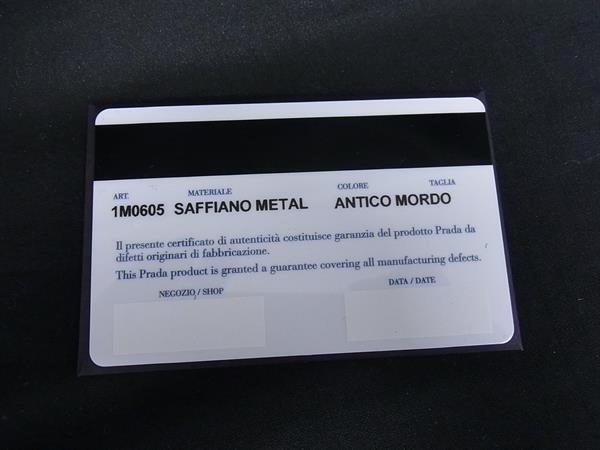 ART. MATERIALE COLORE TAGLIA
1M0605 SAFFIANO METAL ANTICO MORDO
Il presente certificato di autenticità costituisce garanzia del prodotto Prada da
difetti originari di fabbricazione.
This Prada product is granted a guarantee covering all manufacturing defects.
NEGOZIO / SHOP DATA / DATE